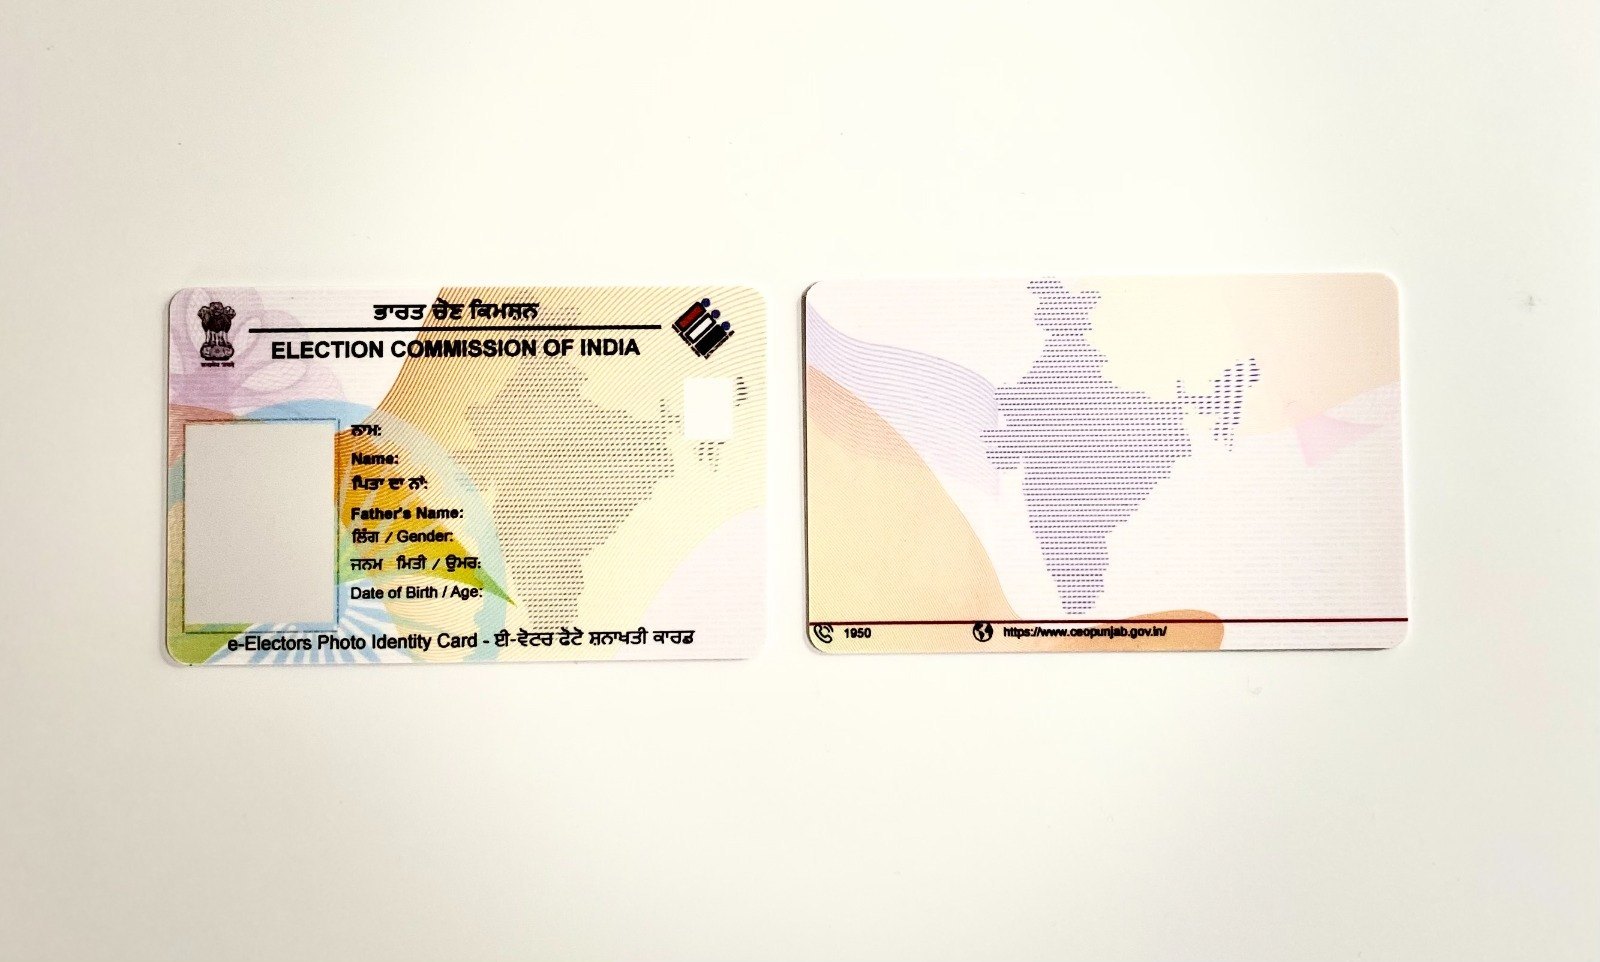 ਭਾਰਤ ਚੋਣ ਕਮਿਸ਼ਨ
ELECTION COMMISSION OF INDIA
ਨਾਮ:
Name:
ਪਿਤਾ ਦਾ ਨਾਂ:
Father's Name:
ਲਿੰਗ / Gender:
ਜਨਮ ਮਿਤੀ / ਉਮਰ:
Date of Birth / Age:
e-Electors Photo Identity Card - ਈ-ਵੋਟਰ ਫੋਟੋ ਸ਼ਨਾਖਤੀ ਕਾਰਡ
1950
https://www.ceopunjab.gov.in/